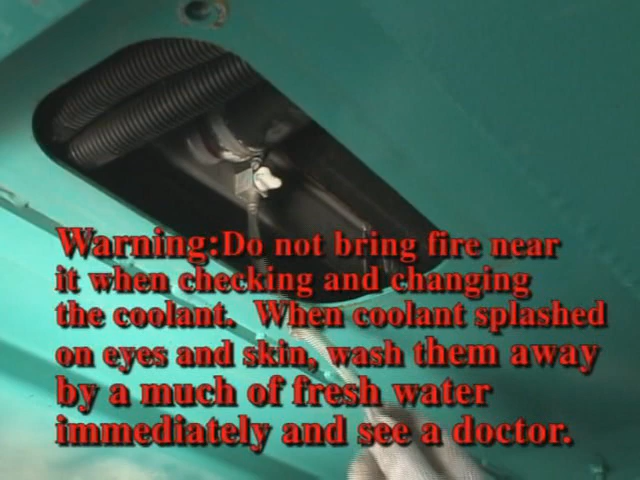 Warning:Do not bring fire near
it when checking and changing
the coolant. When coolant splashed
on eyes and skin, wash them away
by a much of fresh water
immediately and see a doctor.